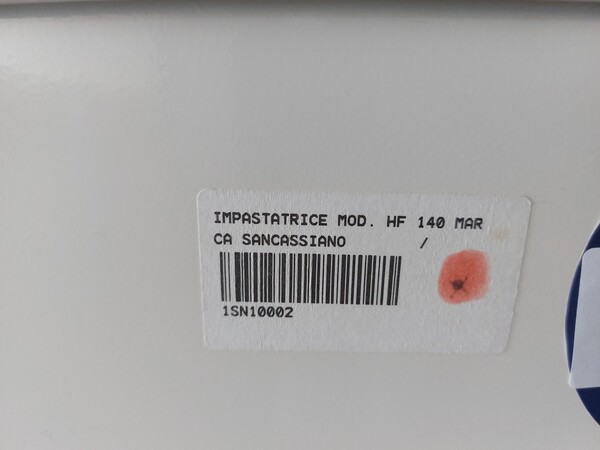 IMPASTATRICE MOD. HF 140 MAR
CA SANCASSIANO /
1SN10002